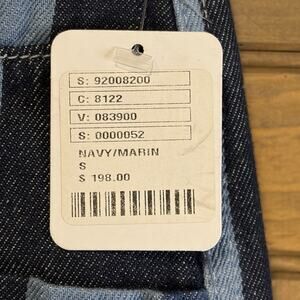 S: 92008200
C: 8122
V: 083900
S: 0000052
NAVY/MARIN
S
$ 198.00